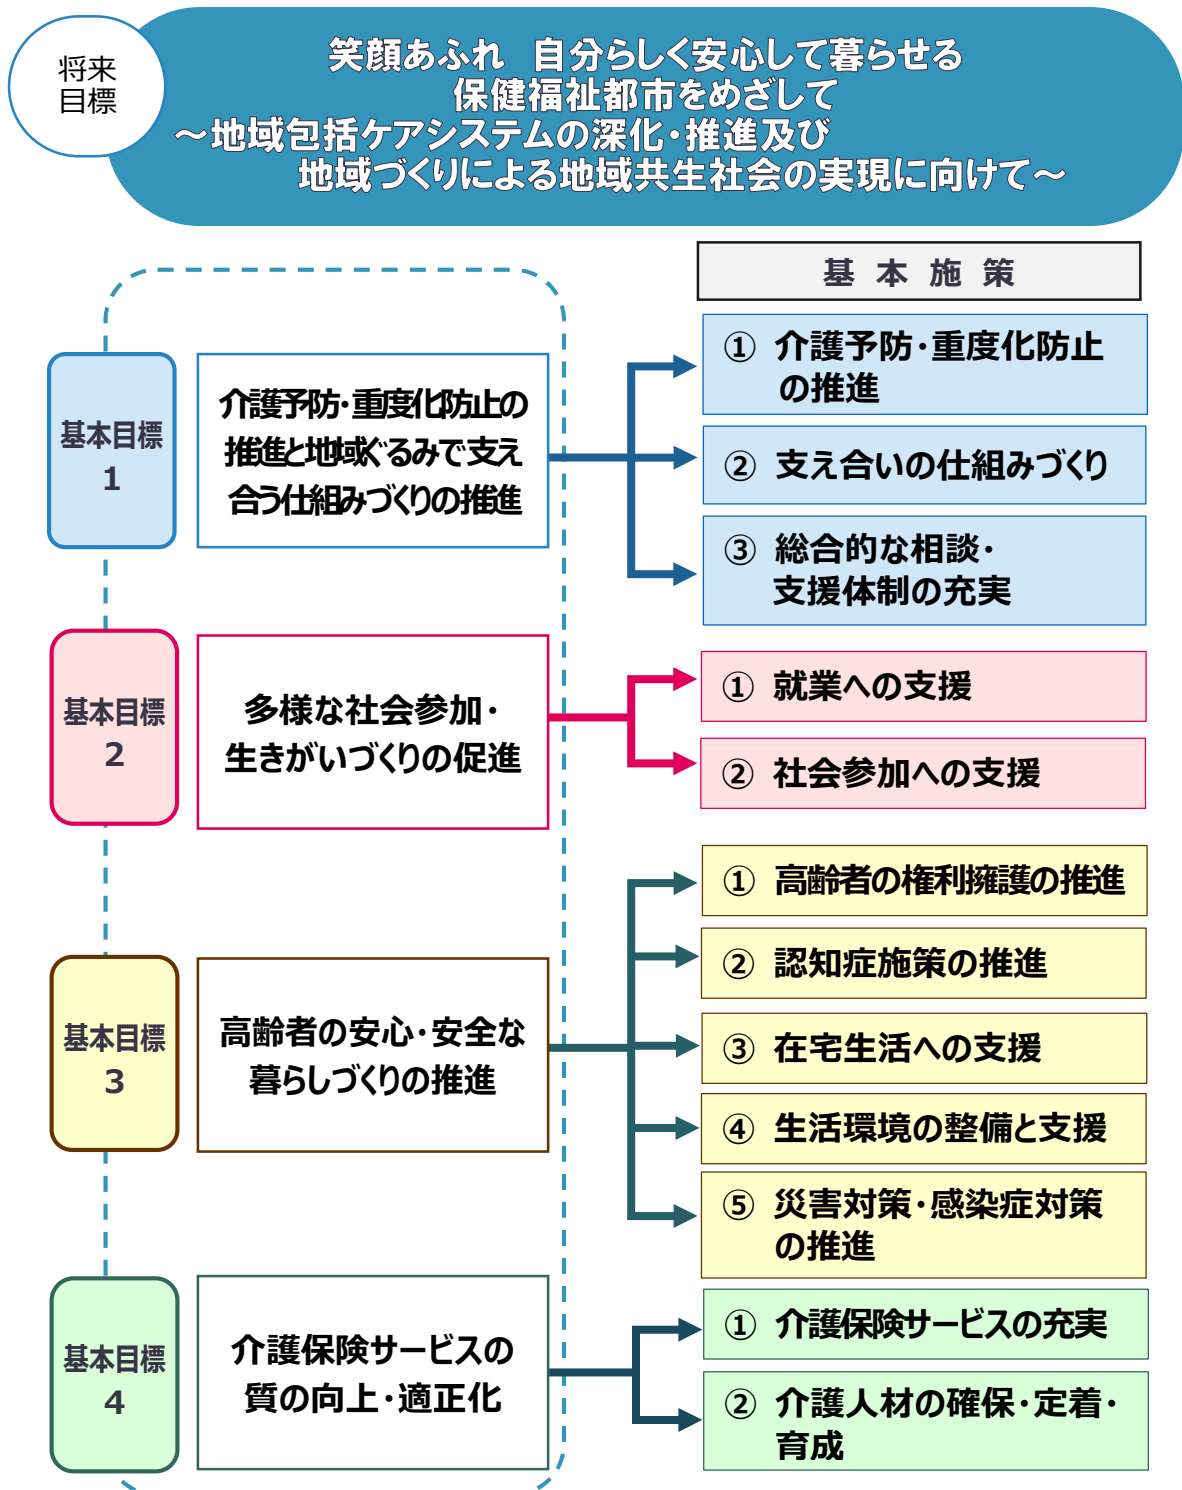 将来
目標
笑顔あふれ 自分らしく安心して暮らせる
保健福祉都市をめざして
～地域包括ケアシステムの深化・推進及び
地域づくりによる地域共生社会の実現に向けて～
基本施策
基本目標
1
介護予防・重度化防止の
推進と地域ぐるみで支え
合う仕組みづくりの推進
① 介護予防・重度化防止
の推進
② 支え合いの仕組みづくり
③ 総合的な相談・
支援体制の充実
基本目標
2
多様な社会参加・
生きがいづくりの促進
① 就業への支援
② 社会参加への支援
基本目標
3
高齢者の安心・安全な
暮らしづくりの推進
① 高齢者の権利擁護の推進
② 認知症施策の推進
③ 在宅生活への支援
④ 生活環境の整備と支援
⑤ 災害対策・感染症対策
の推進
基本目標
4
介護保険サービスの
質の向上・適正化
① 介護保険サービスの充実
② 介護人材の確保・定着・
育成